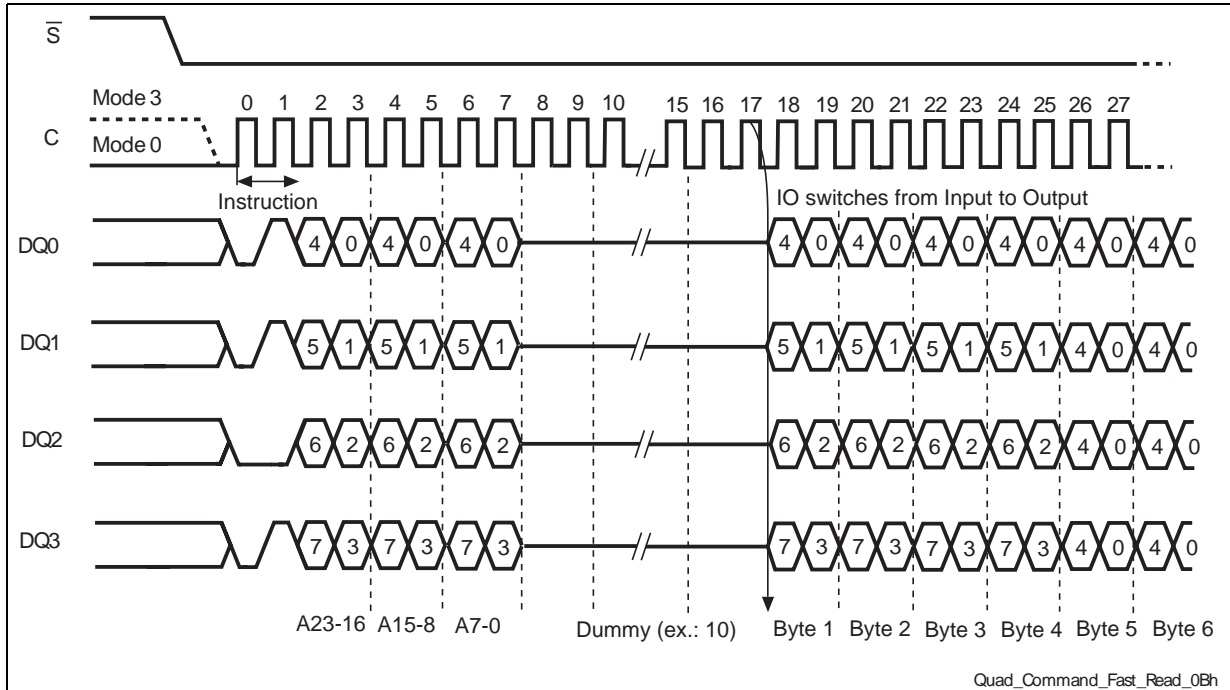 S
Mode 3
0 1 2 3 4 5 6 7 8 9 10 15 16 17 18 19 20 21 22 23 24 25 26 27
C
Mode 0
Instruction
IO switches from Input to Output
DQ0 4 0 4 0 4 0 4 0 4 0 4 0 4 0 4 0 4 0
DQ1 5 1 5 1 5 1 5 1 5 1 5 1 5 1 4 0 4 0
DQ2 6 2 6 2 6 2 6 2 6 2 6 2 6 2 4 0 4 0
DQ3 7 3 7 3 7 3 7 3 7 3 7 3 7 3 4 0 4 0
A23-16 A15-8 A7-0 Dummy (ex.: 10) Byte 1 Byte 2 Byte 3 Byte 4 Byte 5 Byte 6
Quad_Command_Fast_Read_0Bh